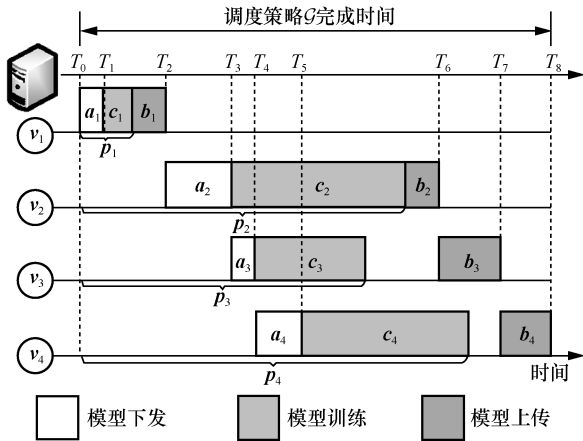 调度策略𝒢完成时间
T₀ T₁ T₂ T₃ T₄ T₅ T₆ T₇ T₈
a₁ c₁ b₁
v₁
p₁
a₂ c₂ b₂
v₂
p₂
a₃ c₃ b₃
v₃
p₃
a₄ c₄ b₄
v₄
p₄
时间
模型下发 模型训练 模型上传